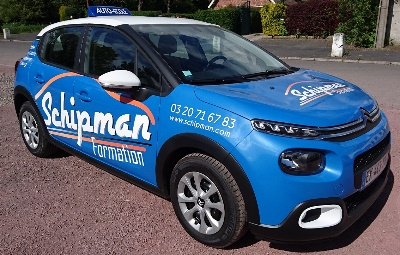 AUTO-ECOLE
Schipman
Formation
03 20 71 67 83
www.schipman.com
Schipman